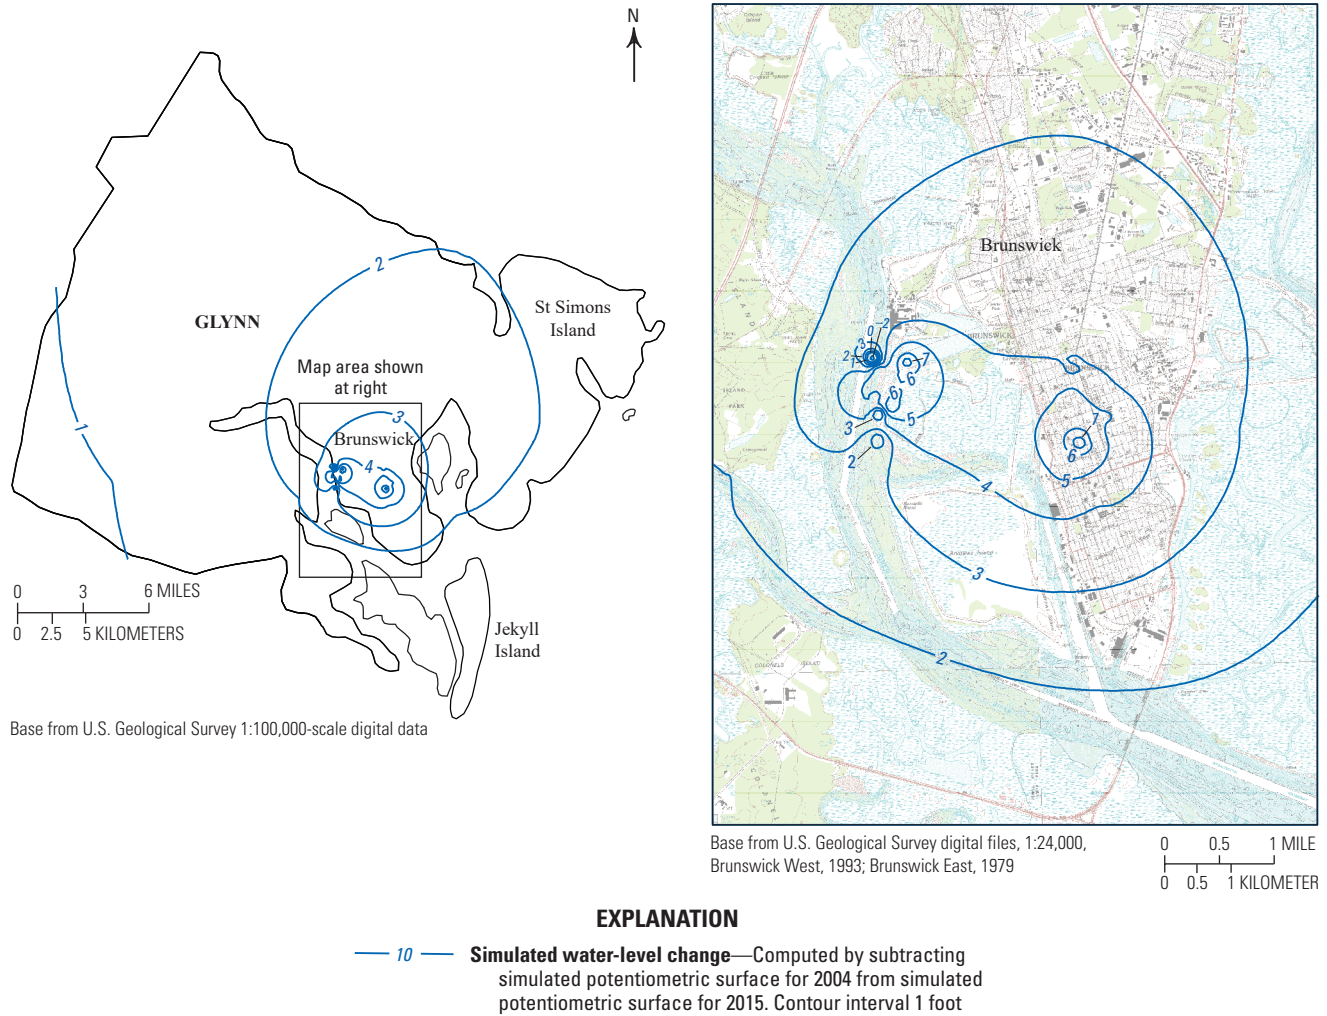 N
2
GLYNN
St Simons
Island
Map area shown
at right
1
3
Brunswick
4
0 3 6 MILES
0 2.5 5 KILOMETERS
Jekyll
Island
Base from U.S. Geological Survey 1:100,000-scale digital data
Brunswick
0
–2
3
2
1
BRUNSWICK
7
6
6
5
3
2
7
6
5
4
3
2
Base from U.S. Geological Survey digital files, 1:24,000,
Brunswick West, 1993; Brunswick East, 1979
0 0.5 1 MILE
0 0.5 1 KILOMETER
EXPLANATION
10
Simulated water-level change—Computed by subtracting
simulated potentiometric surface for 2004 from simulated
potentiometric surface for 2015. Contour interval 1 foot